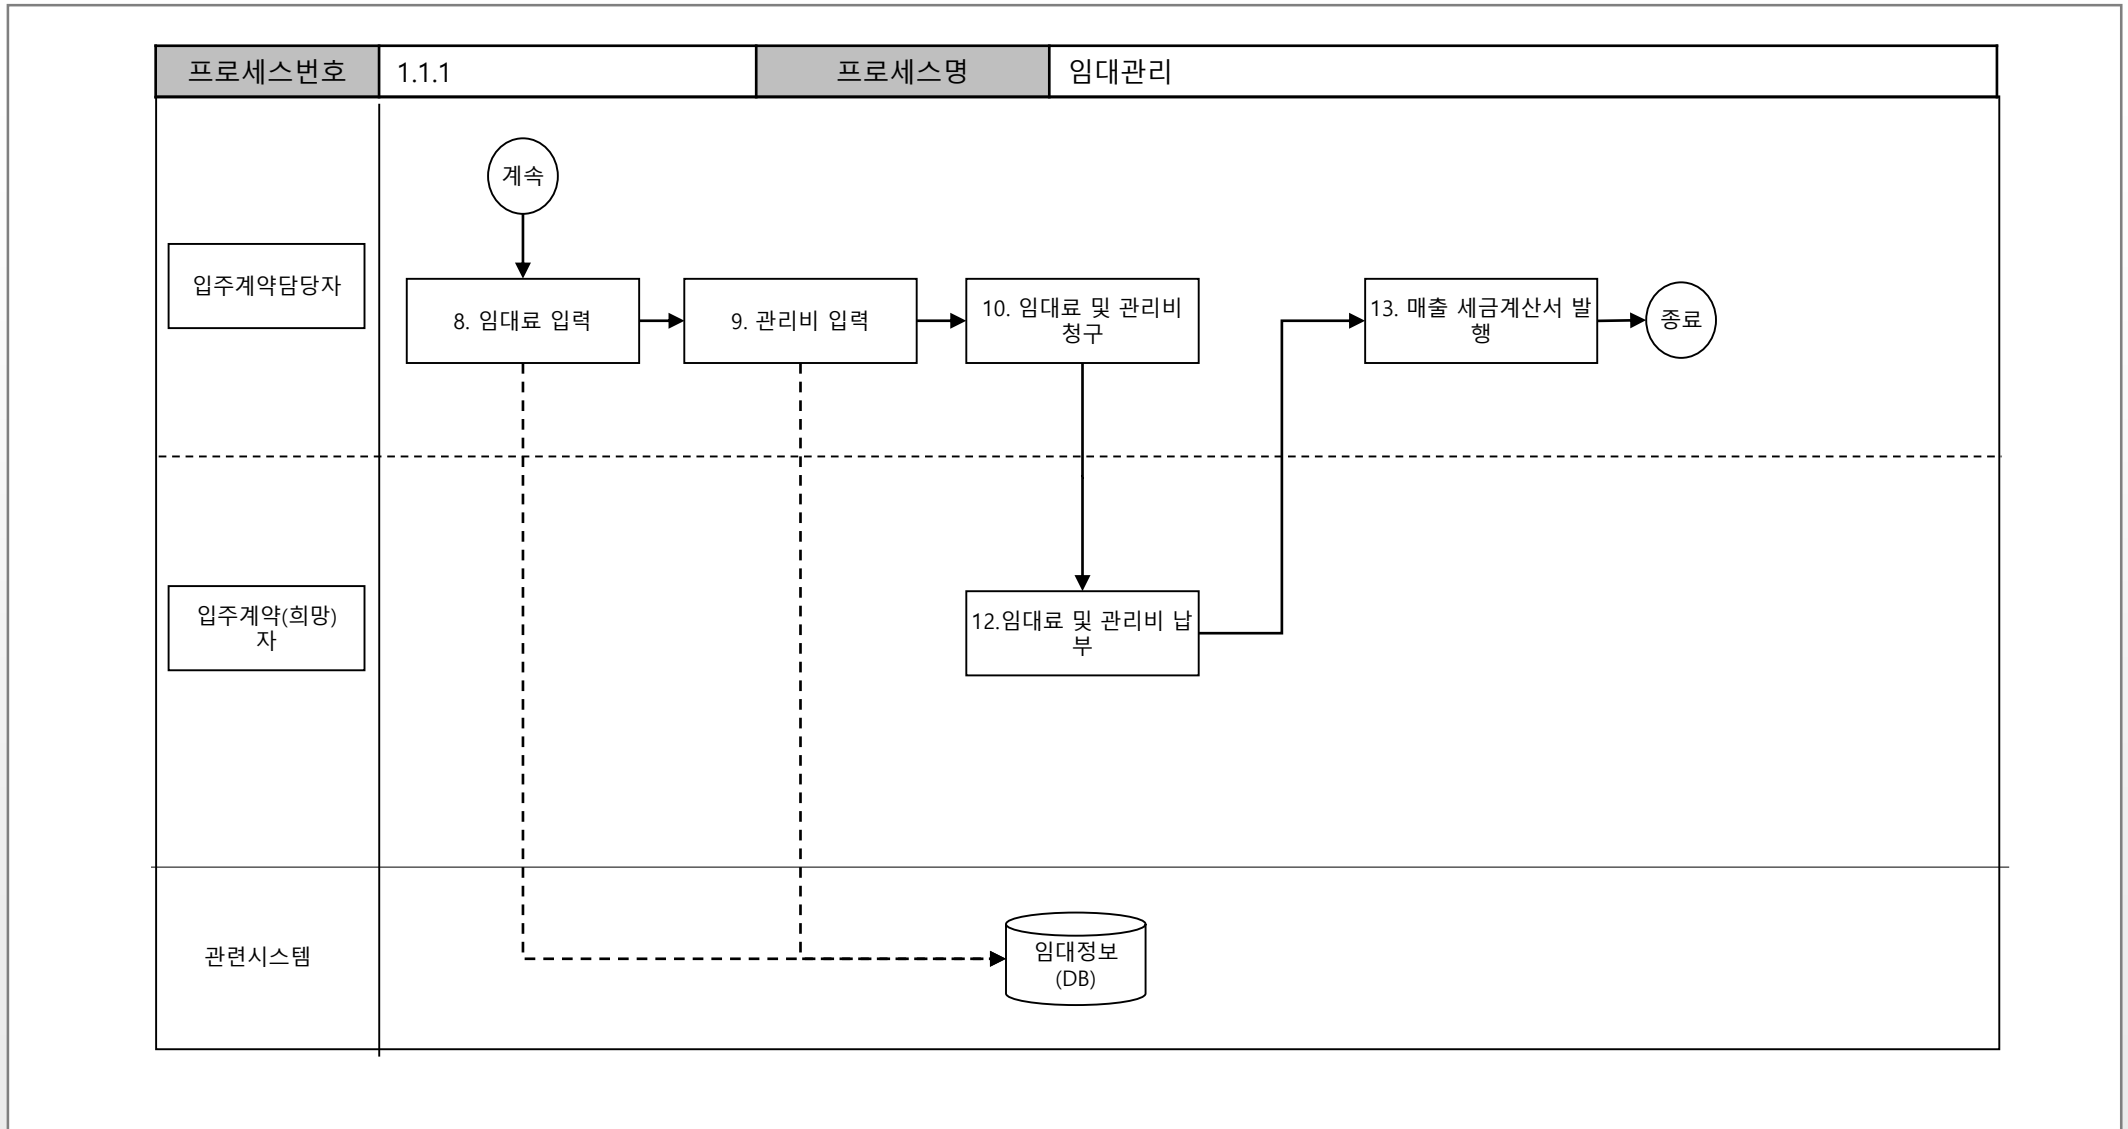 프로세스번호
1.1.1
프로세스명
임대관리
계속
입주계약담당자
8. 임대료 입력
9. 관리비 입력
10. 임대료 및 관리비
청구
13. 매출 세금계산서 발
행
종료
입주계약(희망)
자
12.임대료 및 관리비 납
부
관련시스템
임대정보
(DB)